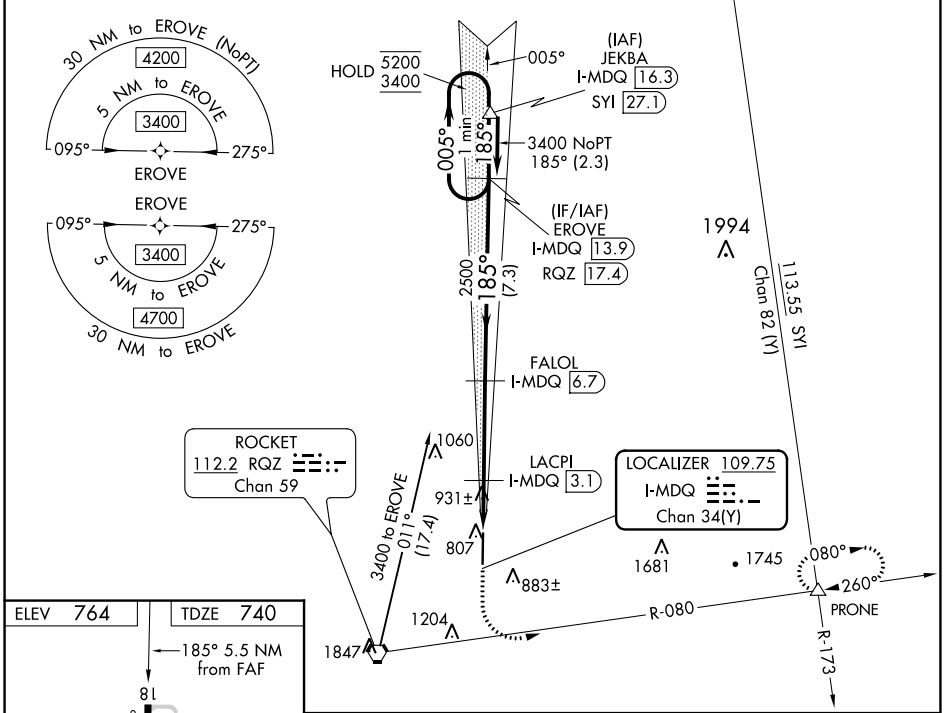 30 NM to EROVE (NoPT)
4200
5 NM to EROVE
3400
095°
275°
EROVE
EROVE
095°
275°
3400
5 NM to EROVE
4700
30 NM to EROVE
HOLD 5200
3400
005°
(IAF)
JEKBA
I-MDQ 16.3
SYI 27.1
005°
1 min
185°
3400 NoPT
185° (2.3)
(IF/IAF)
EROVE
I-MDQ 13.9
RQZ 17.4
2500
185°
(7.3)
1994
113.55 SYI
Chan 82 (Y)
FALOL
I-MDQ 6.7
ROCKET
112.2 RQZ
Chan 59
1060
3400 to EROVE
011°
(17.4)
LACPI
I-MDQ 3.1
931±
807
LOCALIZER 109.75
I-MDQ
Chan 34(Y)
883±
1681
1745
080°
260°
PRONE
R-080
R-173
1204
1847
ELEV 764
TDZE 740
185° 5.5 NM
from FAF
18